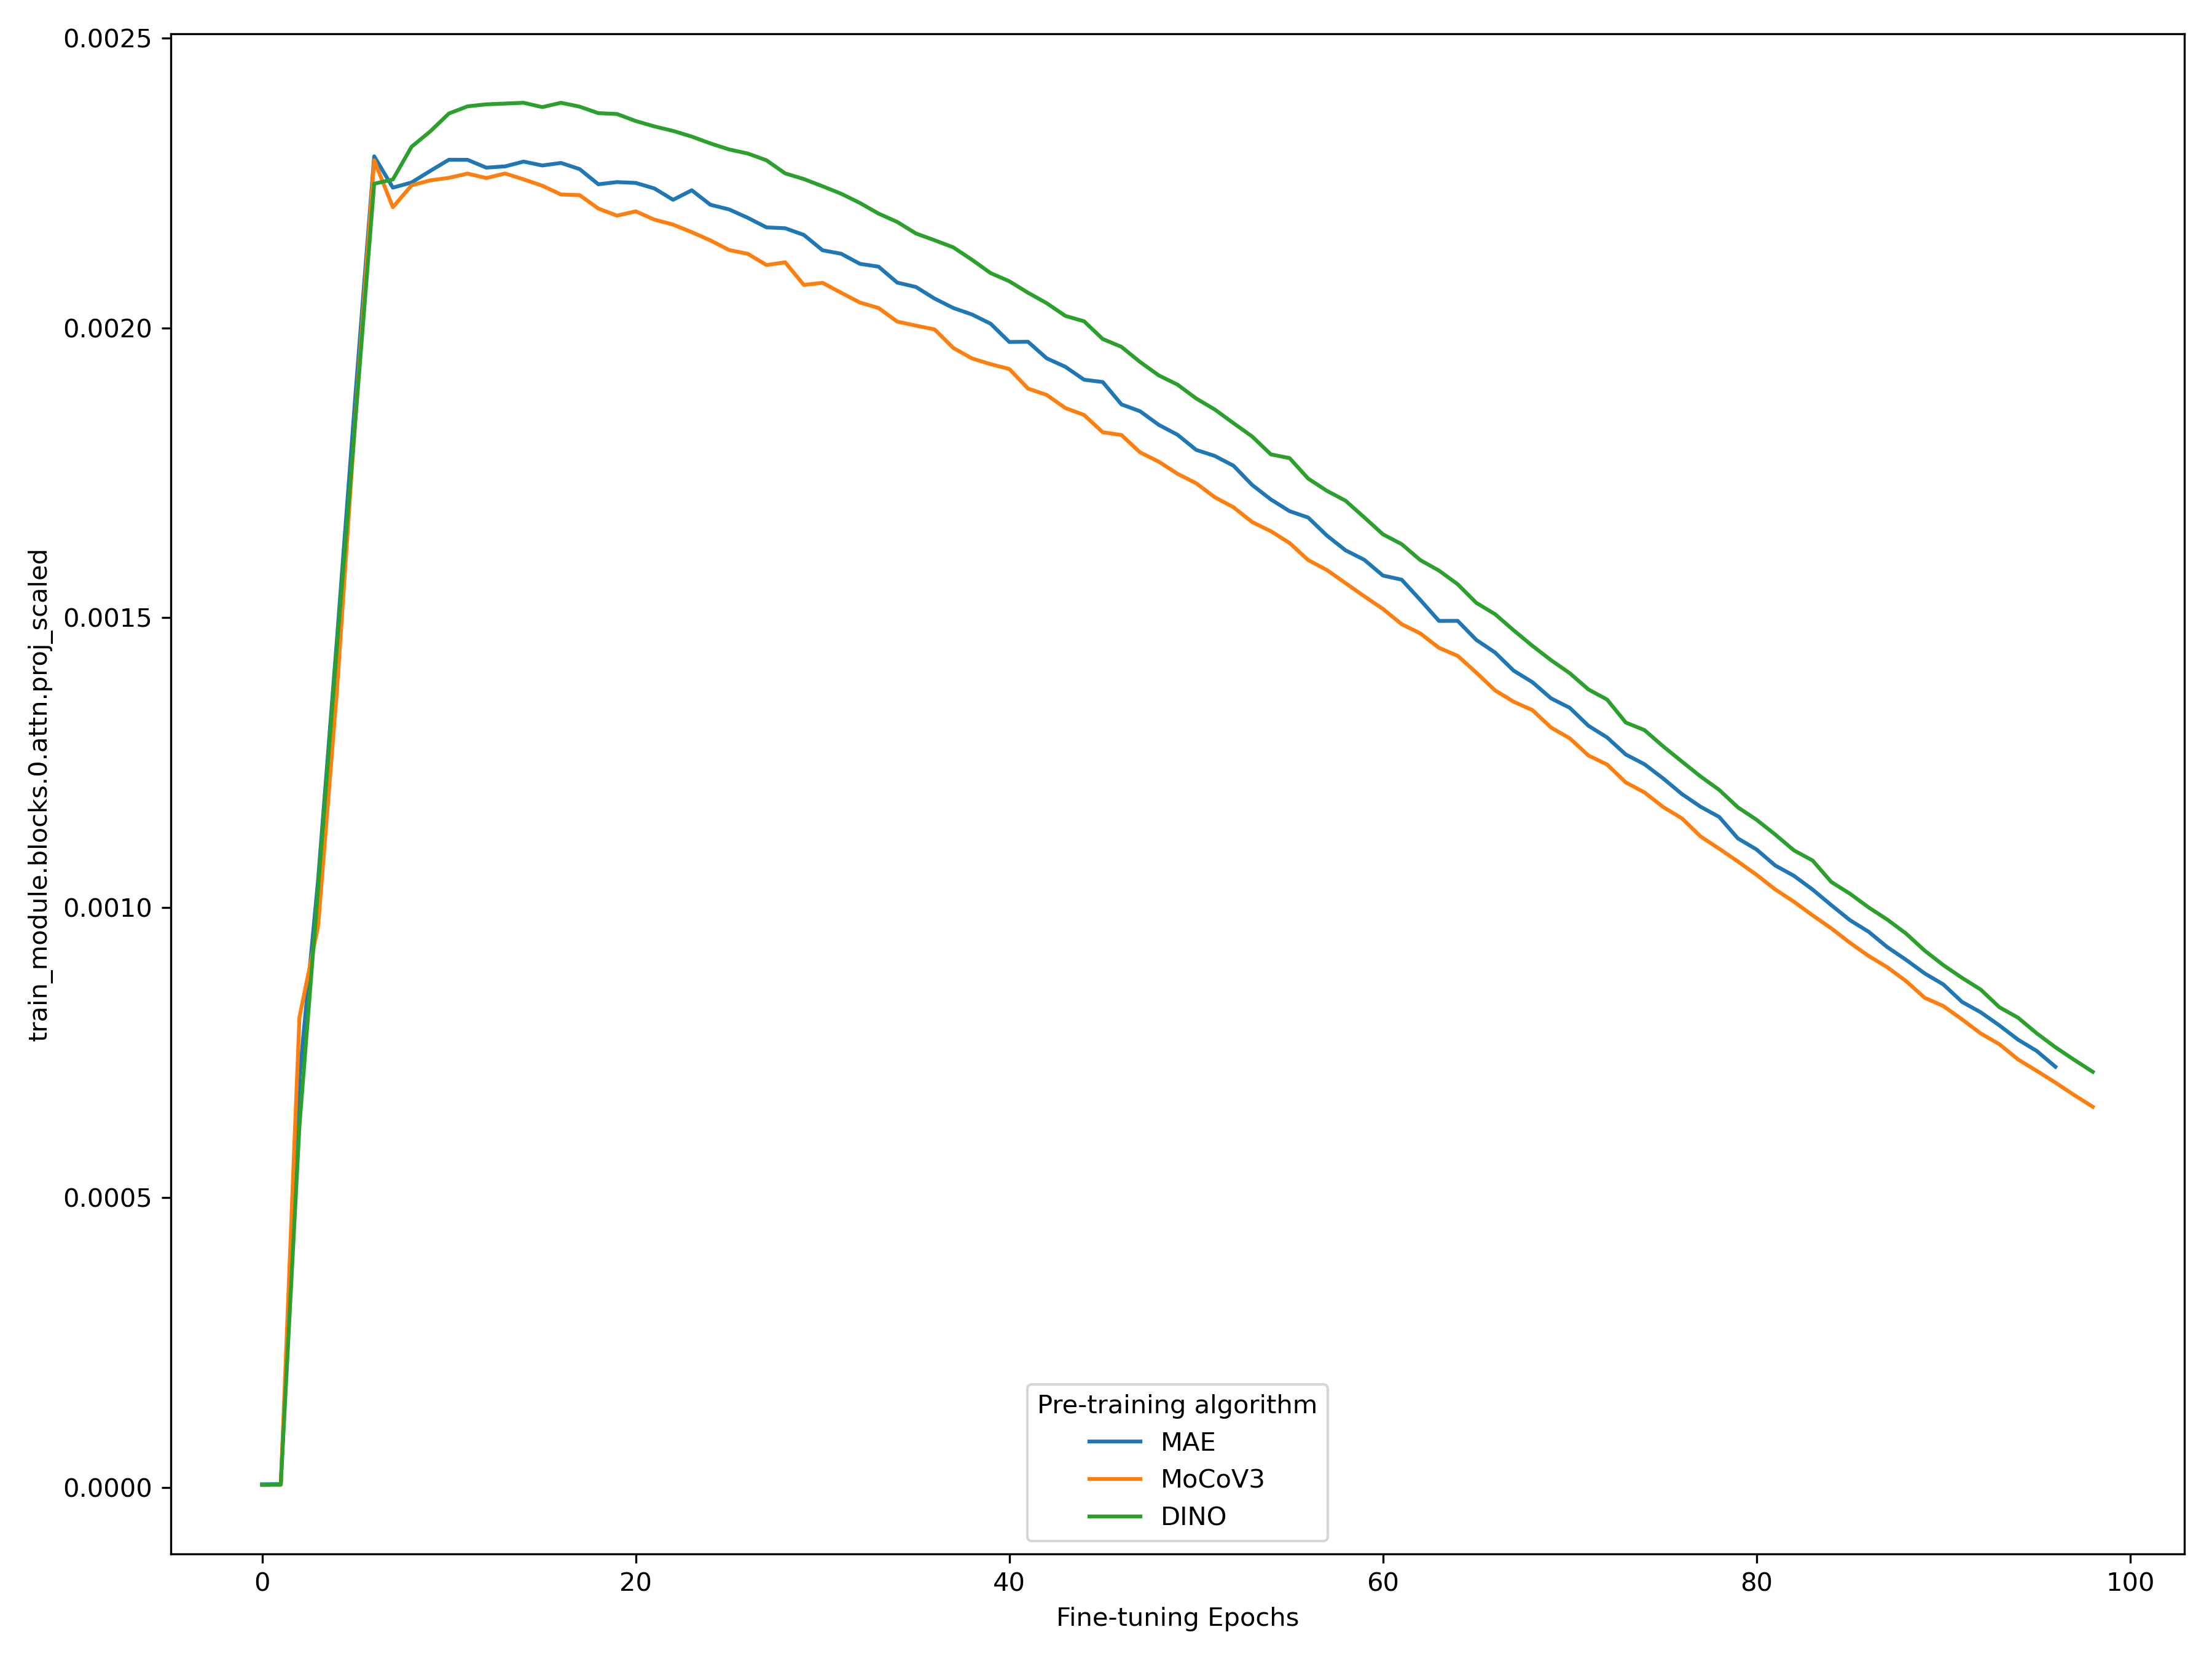 0.0025
0.0020
0.0015
0.0010
0.0005
0.0000
train_module.blocks.0.attn.proj_scaled
0 20 40 60 80 100
Fine-tuning Epochs
Pre-training algorithm
MAE
MoCoV3
DINO